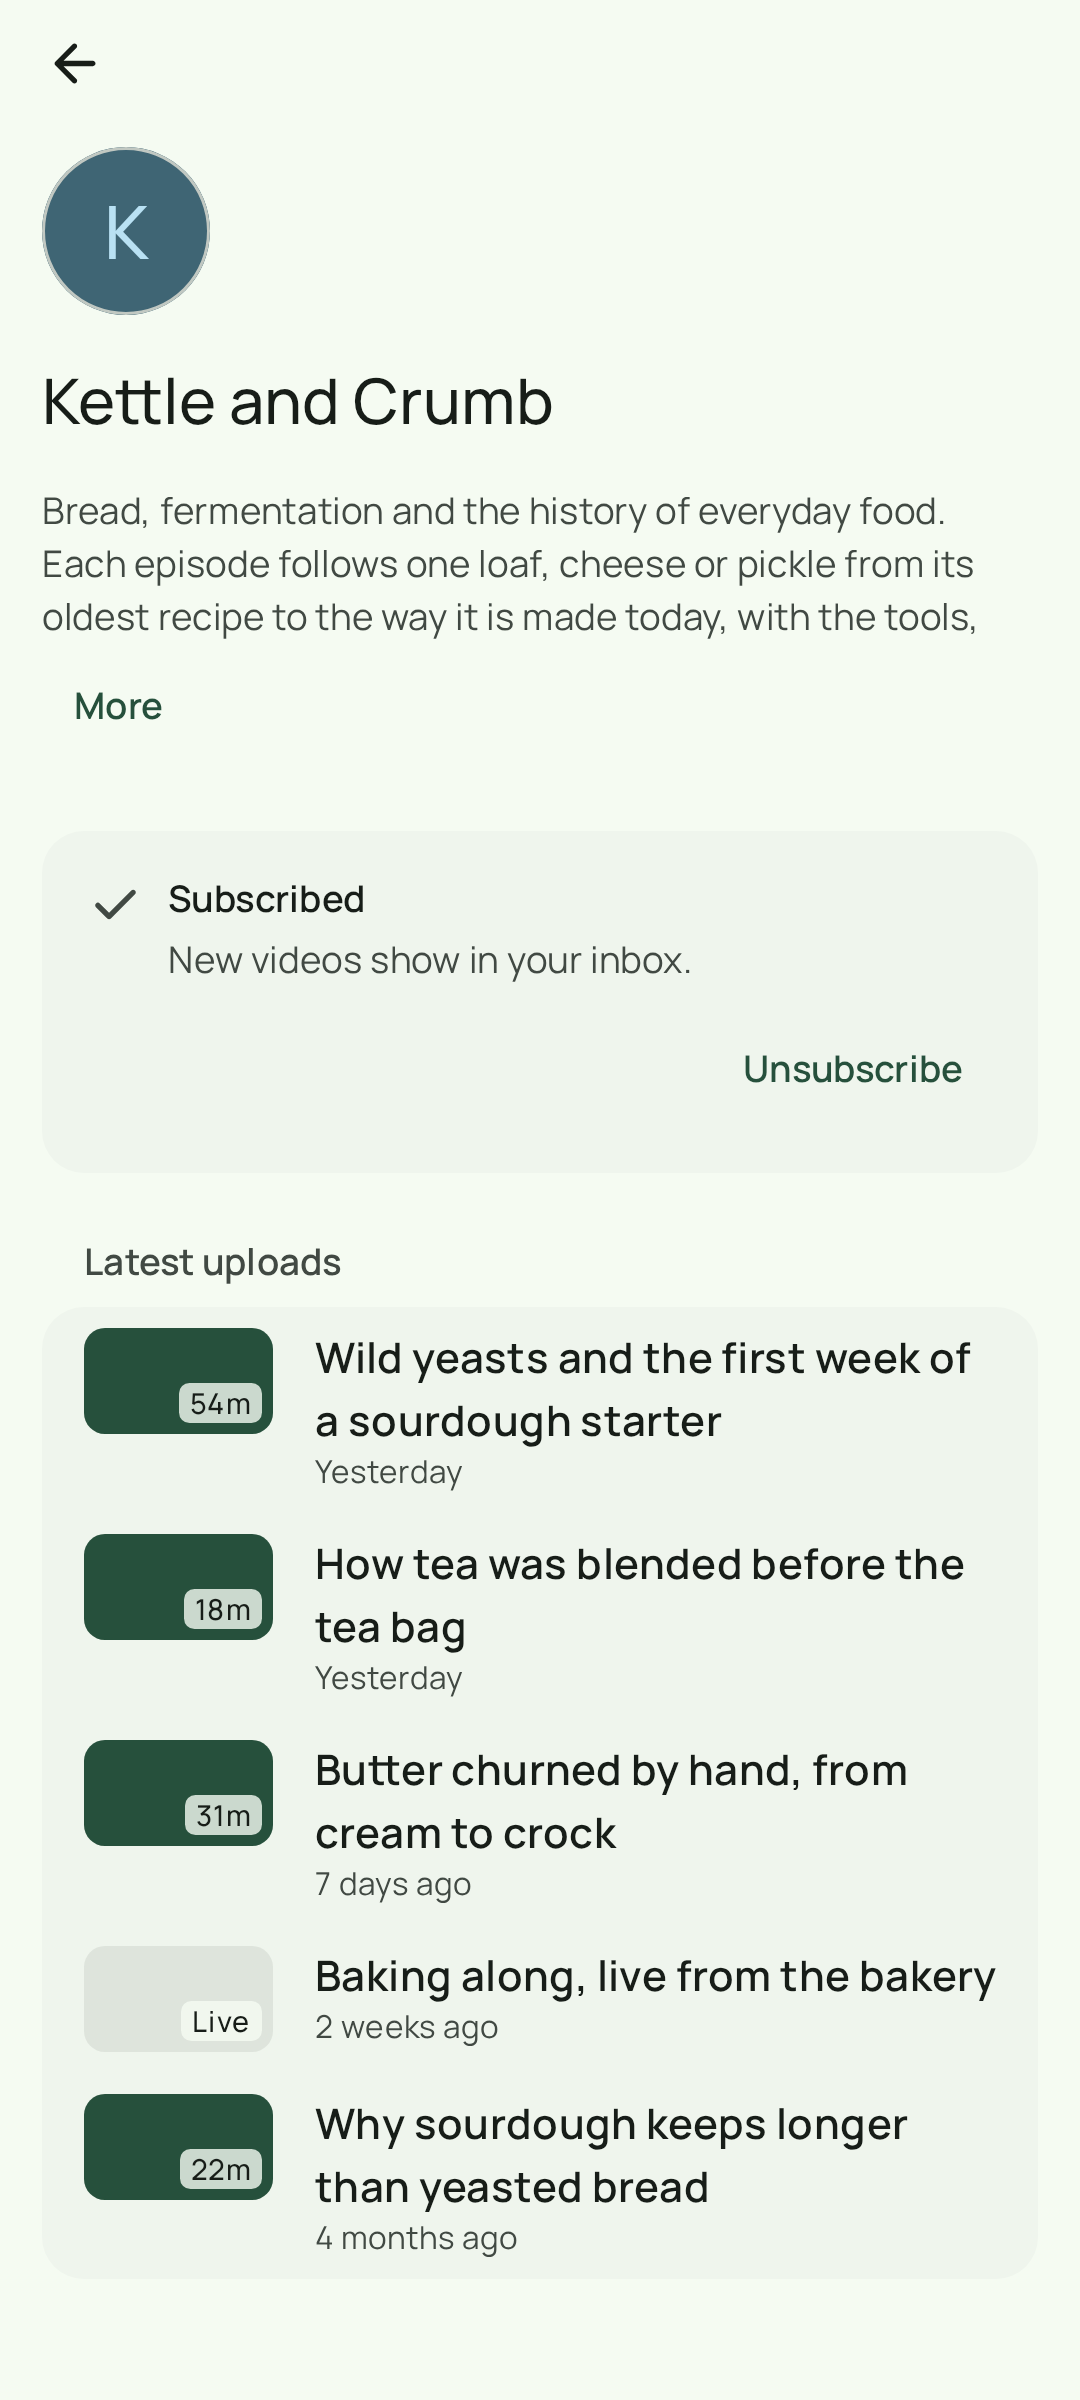 K
Kettle and Crumb
Bread, fermentation and the history of everyday food.
Each episode follows one loaf, cheese or pickle from its
oldest recipe to the way it is made today, with the tools,
More
Subscribed
New videos show in your inbox.
Unsubscribe
Latest uploads
54m
Wild yeasts and the first week of
a sourdough starter
Yesterday
18m
How tea was blended before the
tea bag
Yesterday
31m
Butter churned by hand, from
cream to crock
7 days ago
Live
Baking along, live from the bakery
2 weeks ago
22m
Why sourdough keeps longer
than yeasted bread
4 months ago